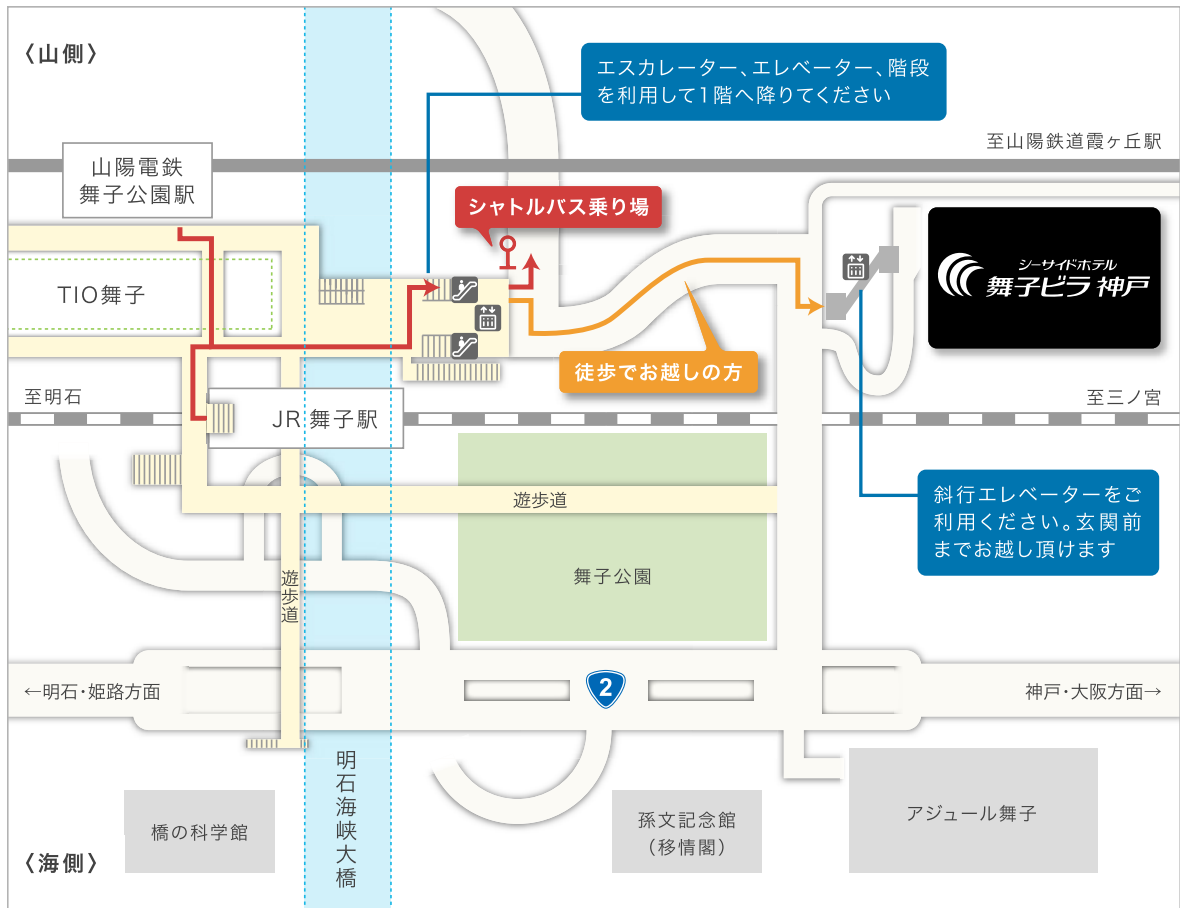 〈山側〉
エスカレーター、エレベーター、階段
を利用して1階へ降りてください
至山陽鉄道霞ヶ丘駅
山陽電鉄
舞子公園駅
シャトルバス乗り場
シーサイドホテル
舞子ビラ 神戸
TIO舞子
徒歩でお越しの方
至明石
至三ノ宮
JR 舞子駅
斜行エレベーターをご
利用ください。玄関前
までお越し頂けます
遊歩道
舞子公園
遊歩道
←明石・姫路方面
2
神戸・大阪方面→
明石海峡大橋
橋の科学館
孫文記念館
（移情閣）
アジュール舞子
〈海側〉